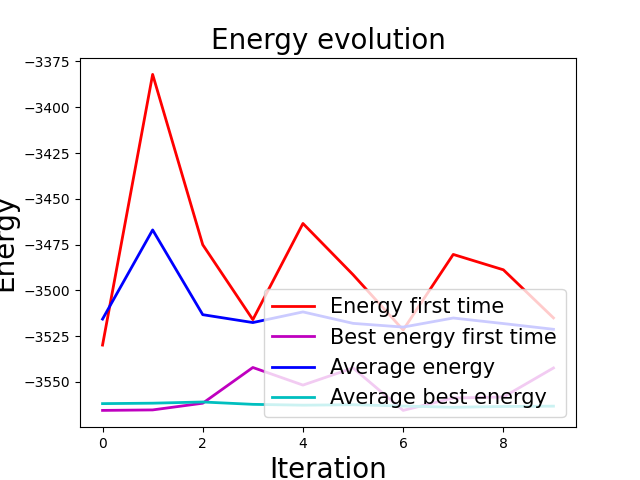 Energy evolution
−3375
−3400
−3425
−3450
−3475
−3500
−3525
−3550
Energy
Energy first time
Best energy first time
Average energy
Average best energy
0
2
4
6
8
Iteration